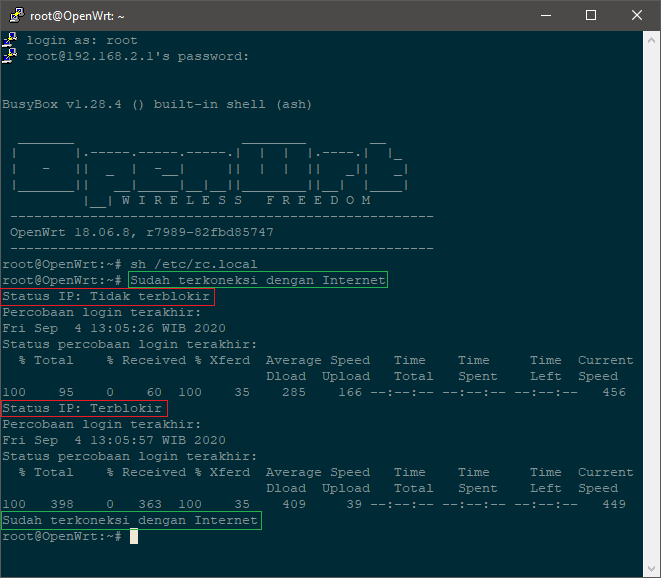 root@OpenWrt: ~
login as: root
root@192.168.2.1's password:
BusyBox v1.28.4 () built-in shell (ash)
OpenWrt
W I R E L E S S   F R E E D O M
OpenWrt 18.06.8, r7989-82fbd85747
root@OpenWrt:~# sh /etc/rc.local
root@OpenWrt:~# Sudah terkoneksi dengan Internet
Status IP: Tidak terblokir
Percobaan login terakhir:
Fri Sep  4 13:05:26 WIB 2020
Status percobaan login terakhir:
  % Total    % Received % Xferd  Average Speed   Time    Time     Time  Current
                                 Dload  Upload   Total   Spent    Left  Speed
100    95    0    60  100    35    285    166 --:--:-- --:--:-- --:--:--   456
Status IP: Terblokir
Percobaan login terakhir:
Fri Sep  4 13:05:57 WIB 2020
Status percobaan login terakhir:
  % Total    % Received % Xferd  Average Speed   Time    Time     Time  Current
                                 Dload  Upload   Total   Spent    Left  Speed
100   398    0   363  100    35    409     39 --:--:-- --:--:-- --:--:--   449
Sudah terkoneksi dengan Internet
root@OpenWrt:~#